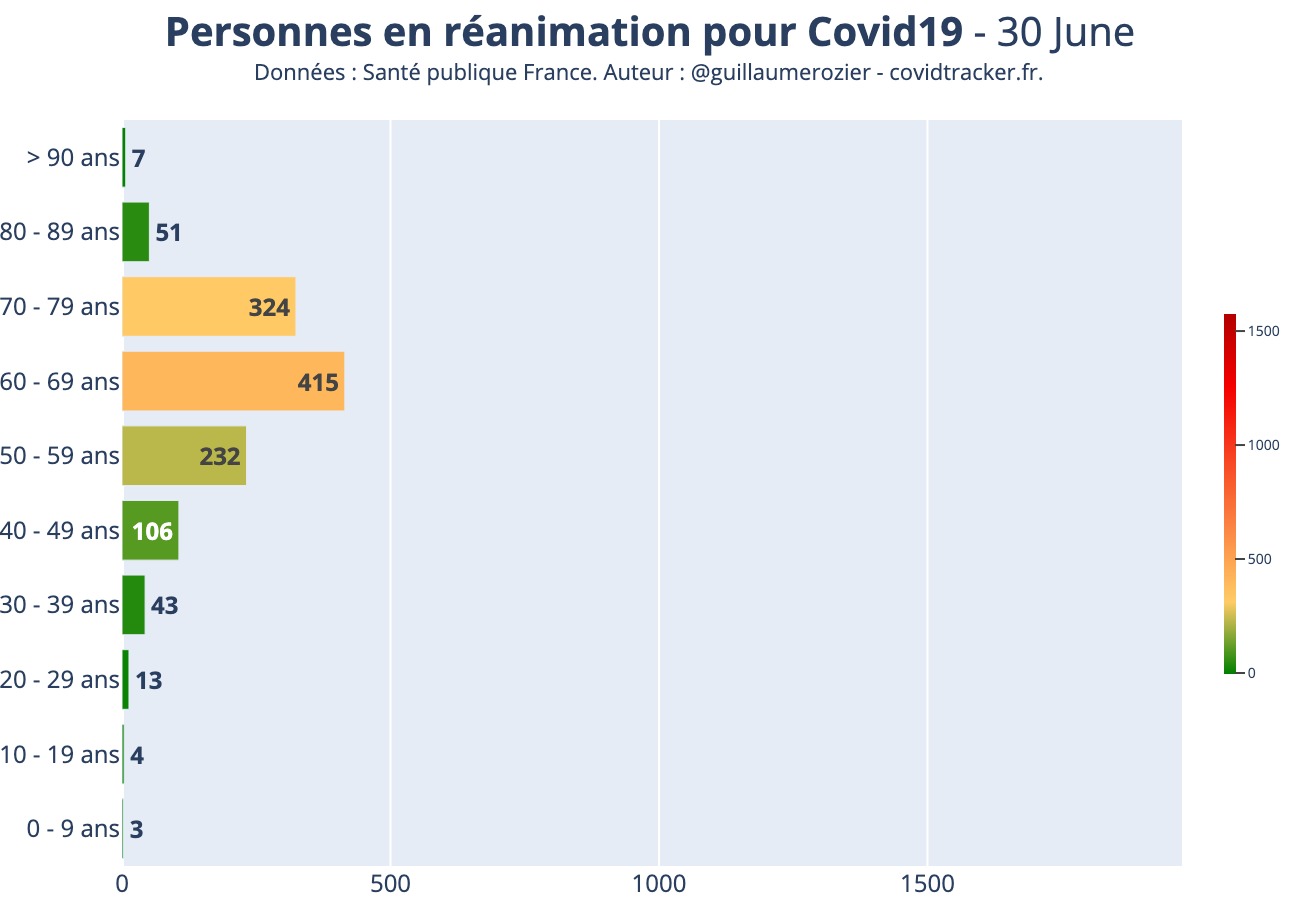 Personnes en réanimation pour Covid19 - 30 June
Données : Santé publique France. Auteur : @guillaumerozier - covidtracker.fr.
> 90 ans 7
80 - 89 ans 51
70 - 79 ans 324
60 - 69 ans 415
50 - 59 ans 232
40 - 49 ans 106
30 - 39 ans 43
20 - 29 ans 13
10 - 19 ans 4
0 - 9 ans 3
0 500 1000 1500
1500
1000
500
0